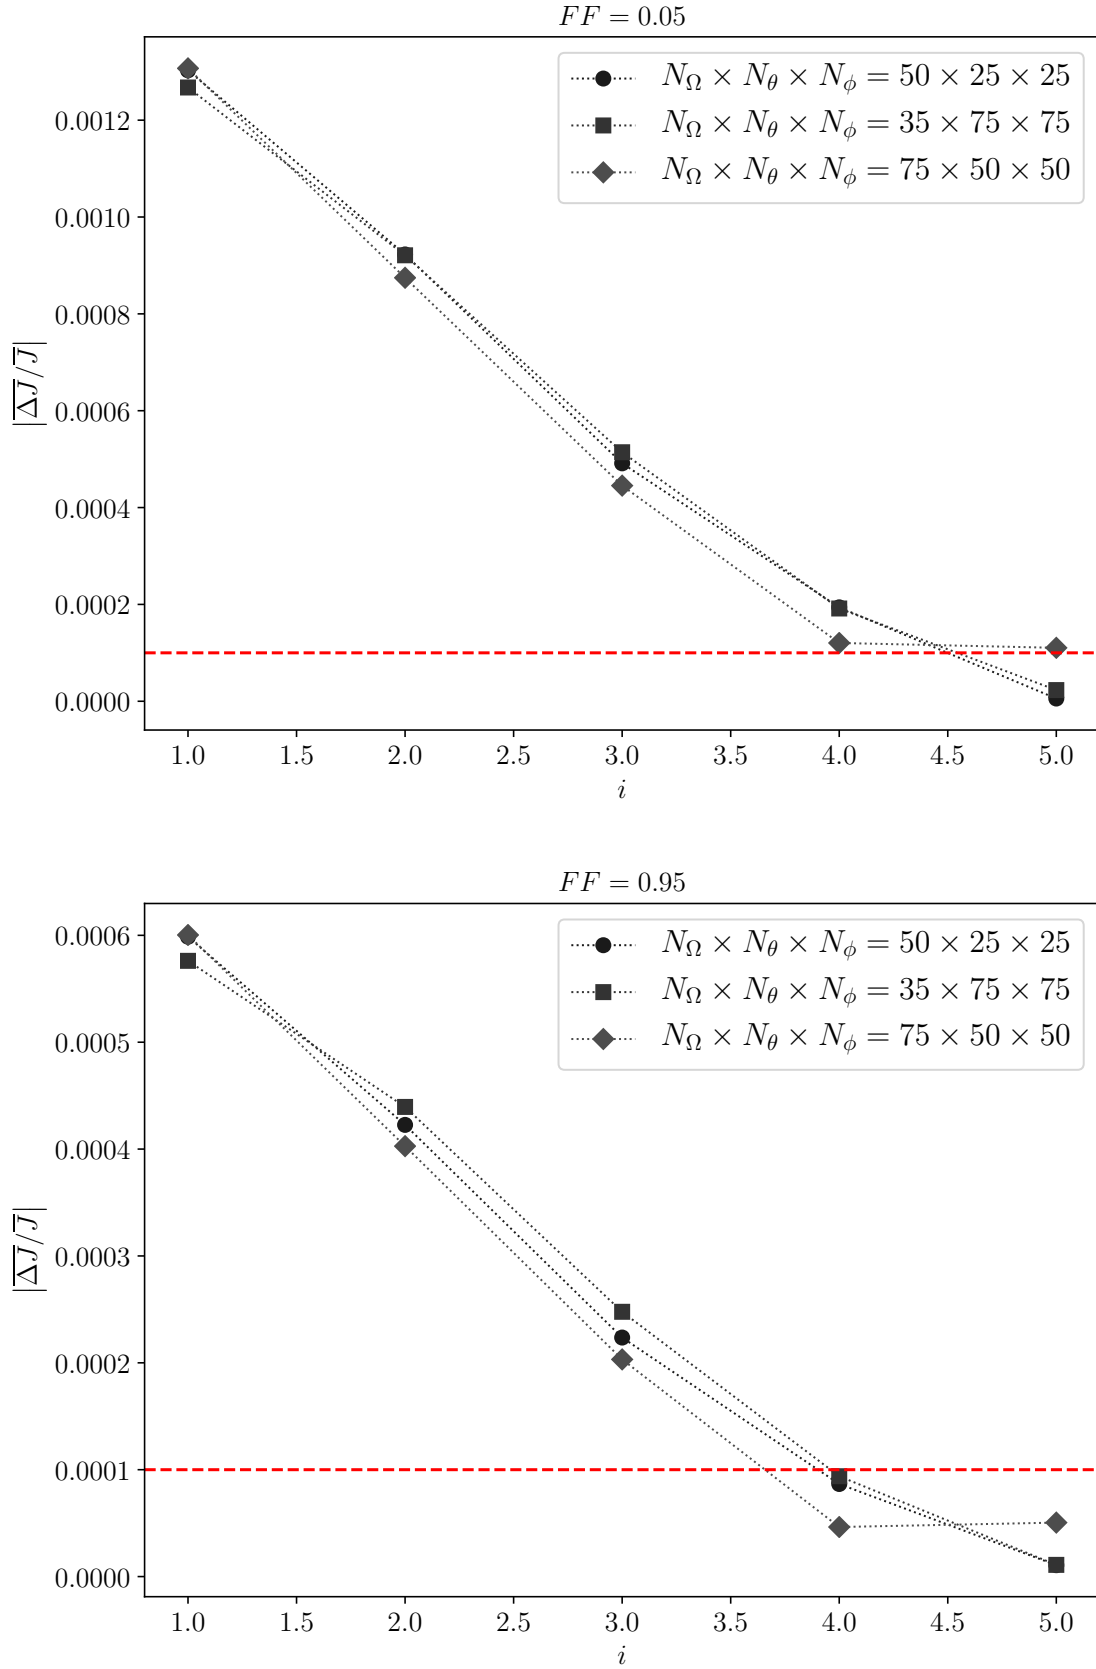 FF = 0.05
N_Ω × N_θ × N_ϕ = 50 × 25 × 25
N_Ω × N_θ × N_ϕ = 35 × 75 × 75
N_Ω × N_θ × N_ϕ = 75 × 50 × 50
0.0012
0.0010
0.0008
0.0006
0.0004
0.0002
0.0000
|\overline{ΔJ}/\overline{J}|
1.0 1.5 2.0 2.5 3.0 3.5 4.0 4.5 5.0
i
FF = 0.95
N_Ω × N_θ × N_ϕ = 50 × 25 × 25
N_Ω × N_θ × N_ϕ = 35 × 75 × 75
N_Ω × N_θ × N_ϕ = 75 × 50 × 50
0.0006
0.0005
0.0004
0.0003
0.0002
0.0001
0.0000
|\overline{ΔJ}/\overline{J}|
1.0 1.5 2.0 2.5 3.0 3.5 4.0 4.5 5.0
i